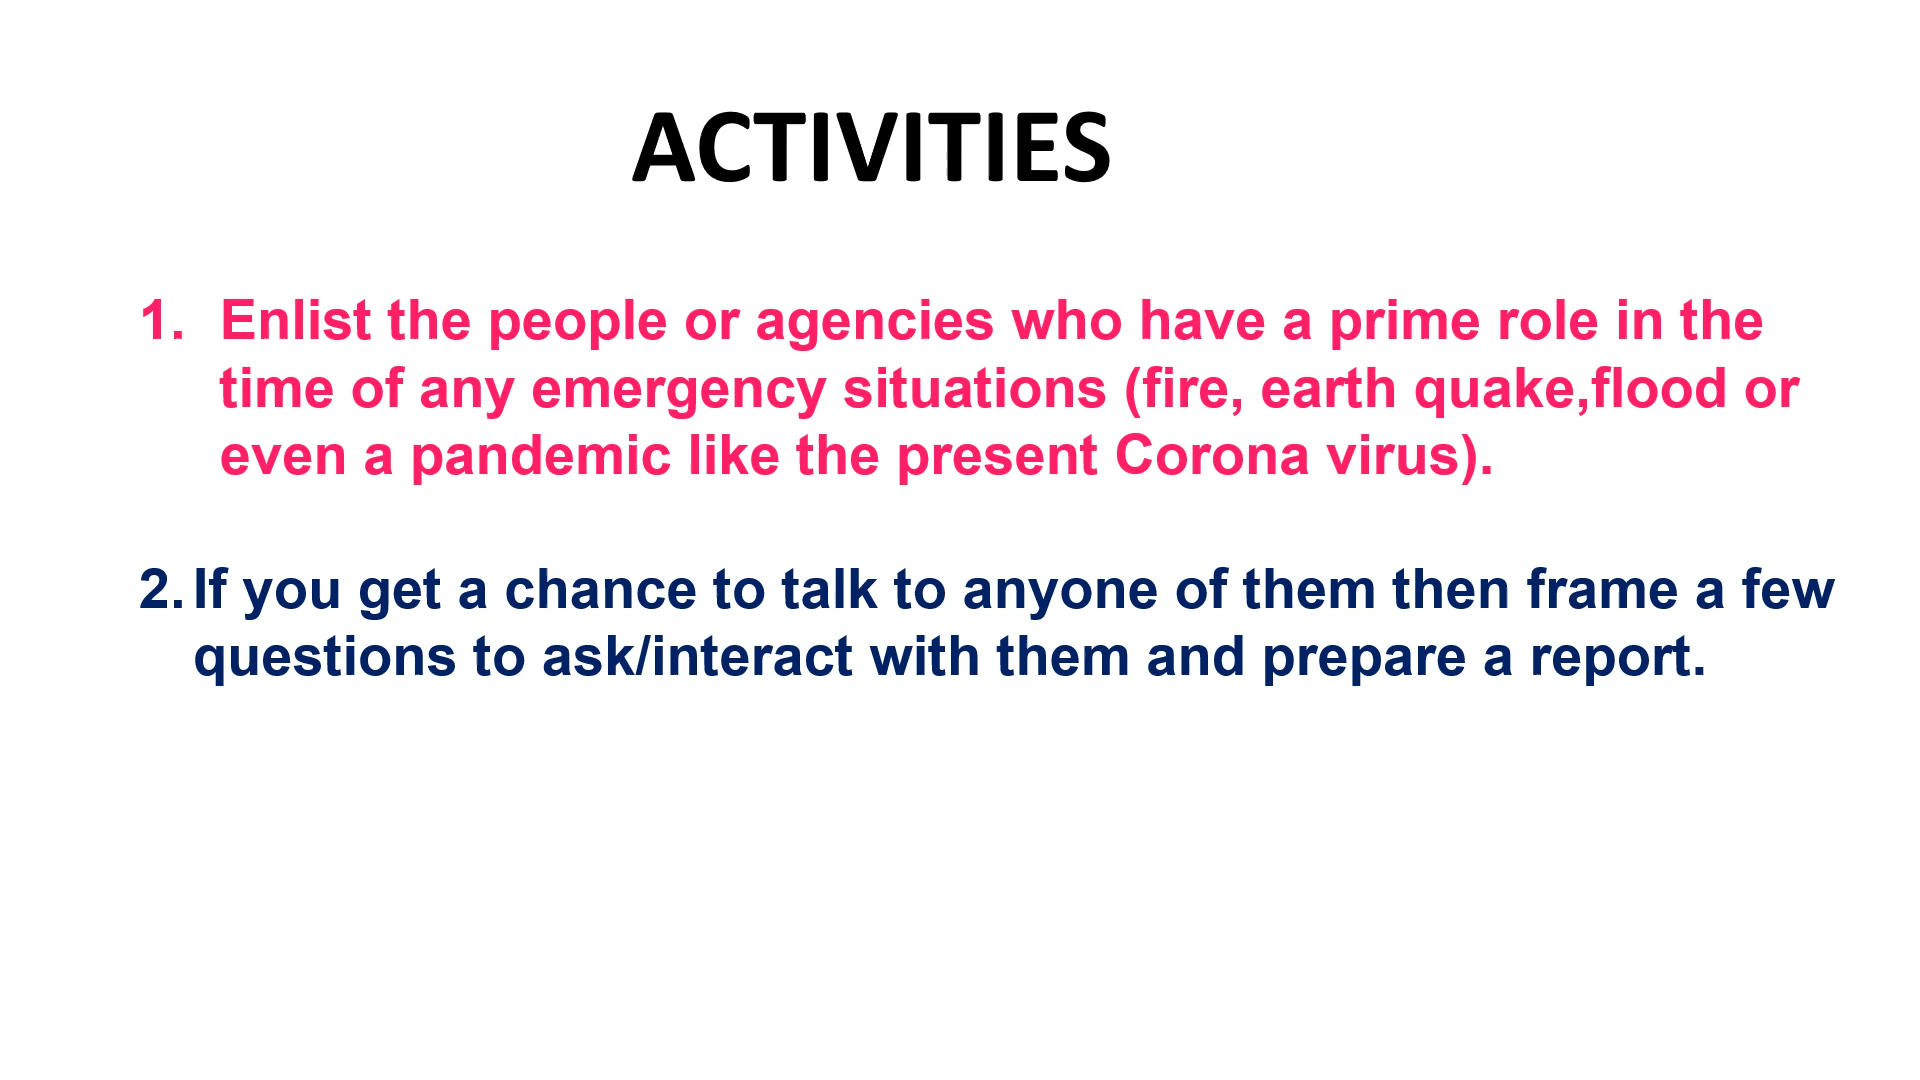 ACTIVITIES
1. Enlist the people or agencies who have a prime role in the
time of any emergency situations (fire, earth quake,flood or
even a pandemic like the present Corona virus).
2. If you get a chance to talk to anyone of them then frame a few
questions to ask/interact with them and prepare a report.